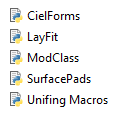 CielForms
LayFit
ModClass
SurfacePads
Unifing Macros